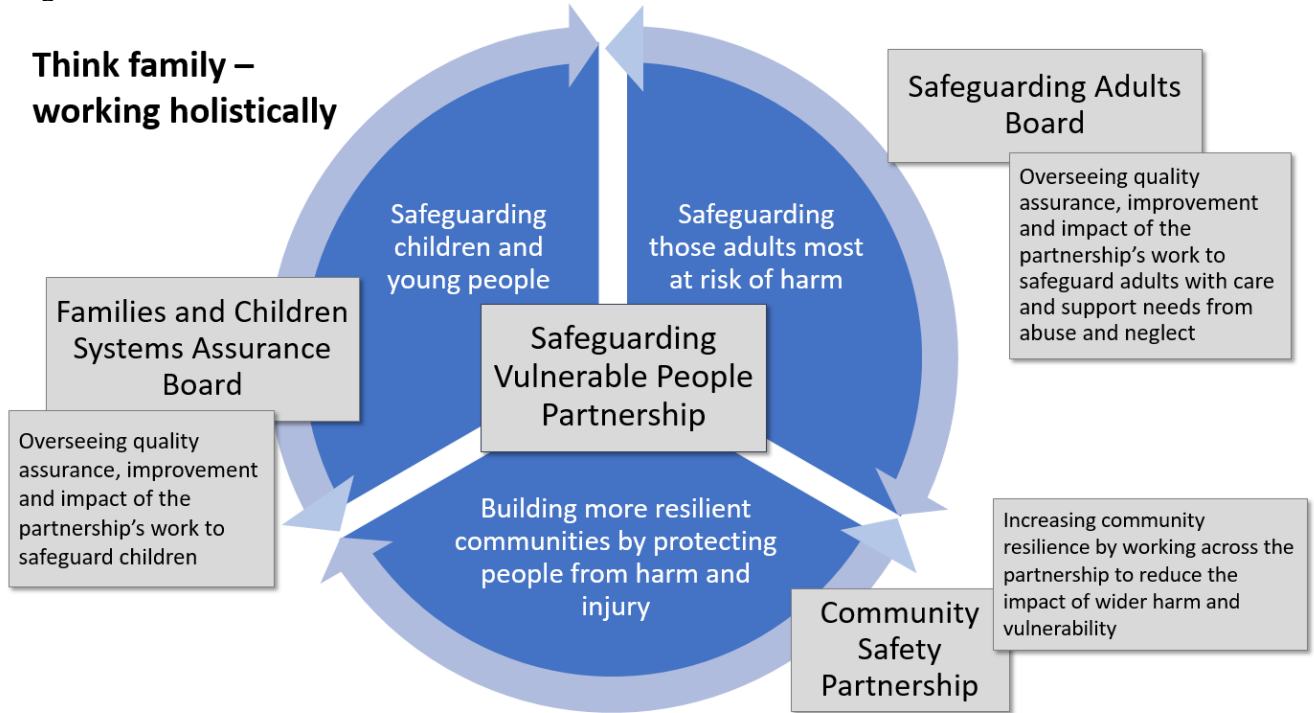 Think family –
working holistically
Safeguarding
children and
young people
Safeguarding
those adults most
at risk of harm
Safeguarding Adults
Board
Overseeing quality
assurance, improvement
and impact of the
partnership's work to
safeguard adults with care
and support needs from
abuse and neglect
Families and Children
Systems Assurance
Board
Overseeing quality
assurance, improvement
and impact of the
partnership's work to
safeguard children
Safeguarding
Vulnerable People
Partnership
Building more resilient
communities by protecting
people from harm and
injury
Community
Safety
Partnership
Increasing community
resilience by working across the
partnership to reduce the
impact of wider harm and
vulnerability